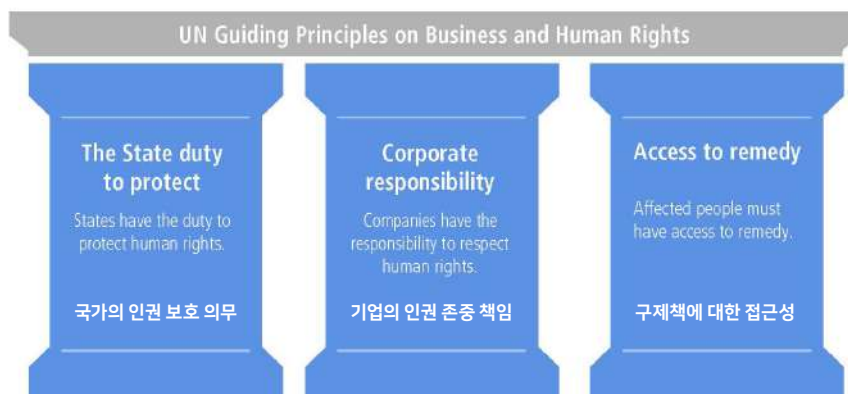 UN Guiding Principles on Business and Human Rights
The State duty
to protect
States have the duty to
protect human rights.
국가의 인권 보호 의무
Corporate
responsibility
Companies have the
responsibility to respect
human rights.
기업의 인권 존중 책임
Access to remedy
Affected people must
have access to remedy.
구제책에 대한 접근성